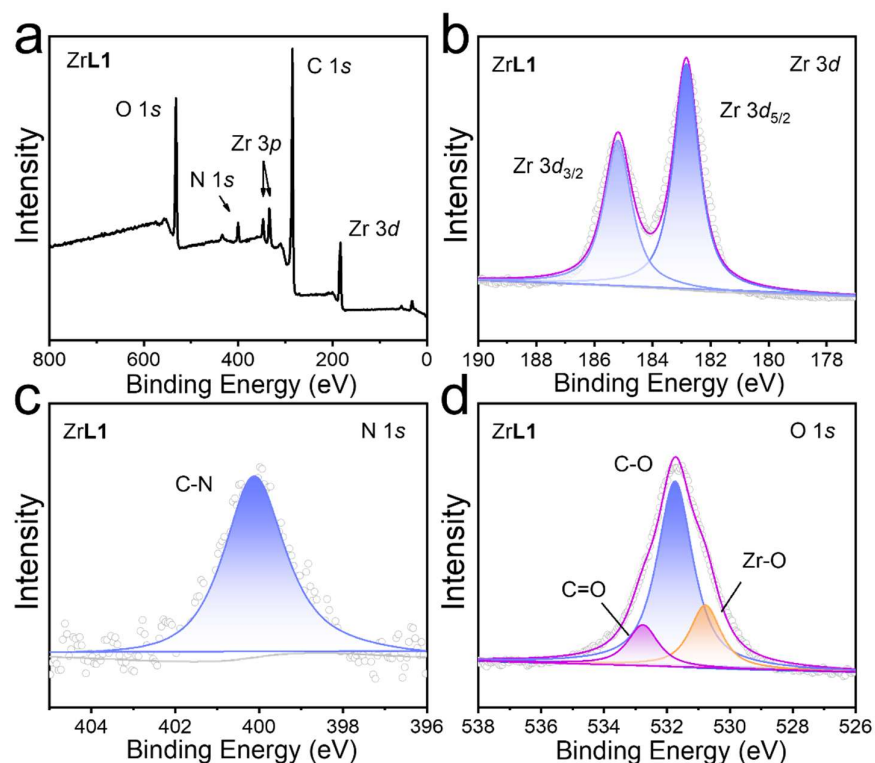 a
ZrL1
C 1s
O 1s
Zr 3p
N 1s
Zr 3d
Intensity
800 600 400 200 0
Binding Energy (eV)
b
ZrL1
Zr 3d
Zr 3d5/2
Zr 3d3/2
Intensity
190 188 186 184 182 180 178
Binding Energy (eV)
c
ZrL1
N 1s
C-N
Intensity
404 402 400 398 396
Binding Energy (eV)
d
ZrL1
O 1s
C-O
Zr-O
C=O
Intensity
538 536 534 532 530 528 526
Binding Energy (eV)